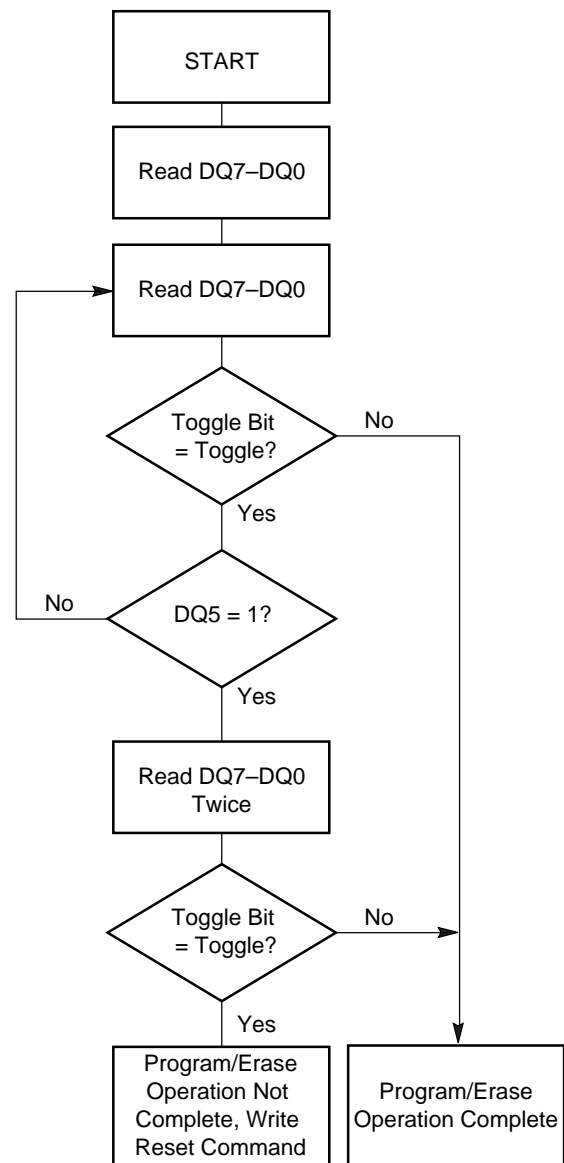 START
Read DQ7–DQ0
Read DQ7–DQ0
Toggle Bit
= Toggle?
No
Yes
No
DQ5 = 1?
Yes
Read DQ7–DQ0
Twice
Toggle Bit
= Toggle?
No
Yes
Program/Erase
Operation Not
Complete, Write
Reset Command
Program/Erase
Operation Complete